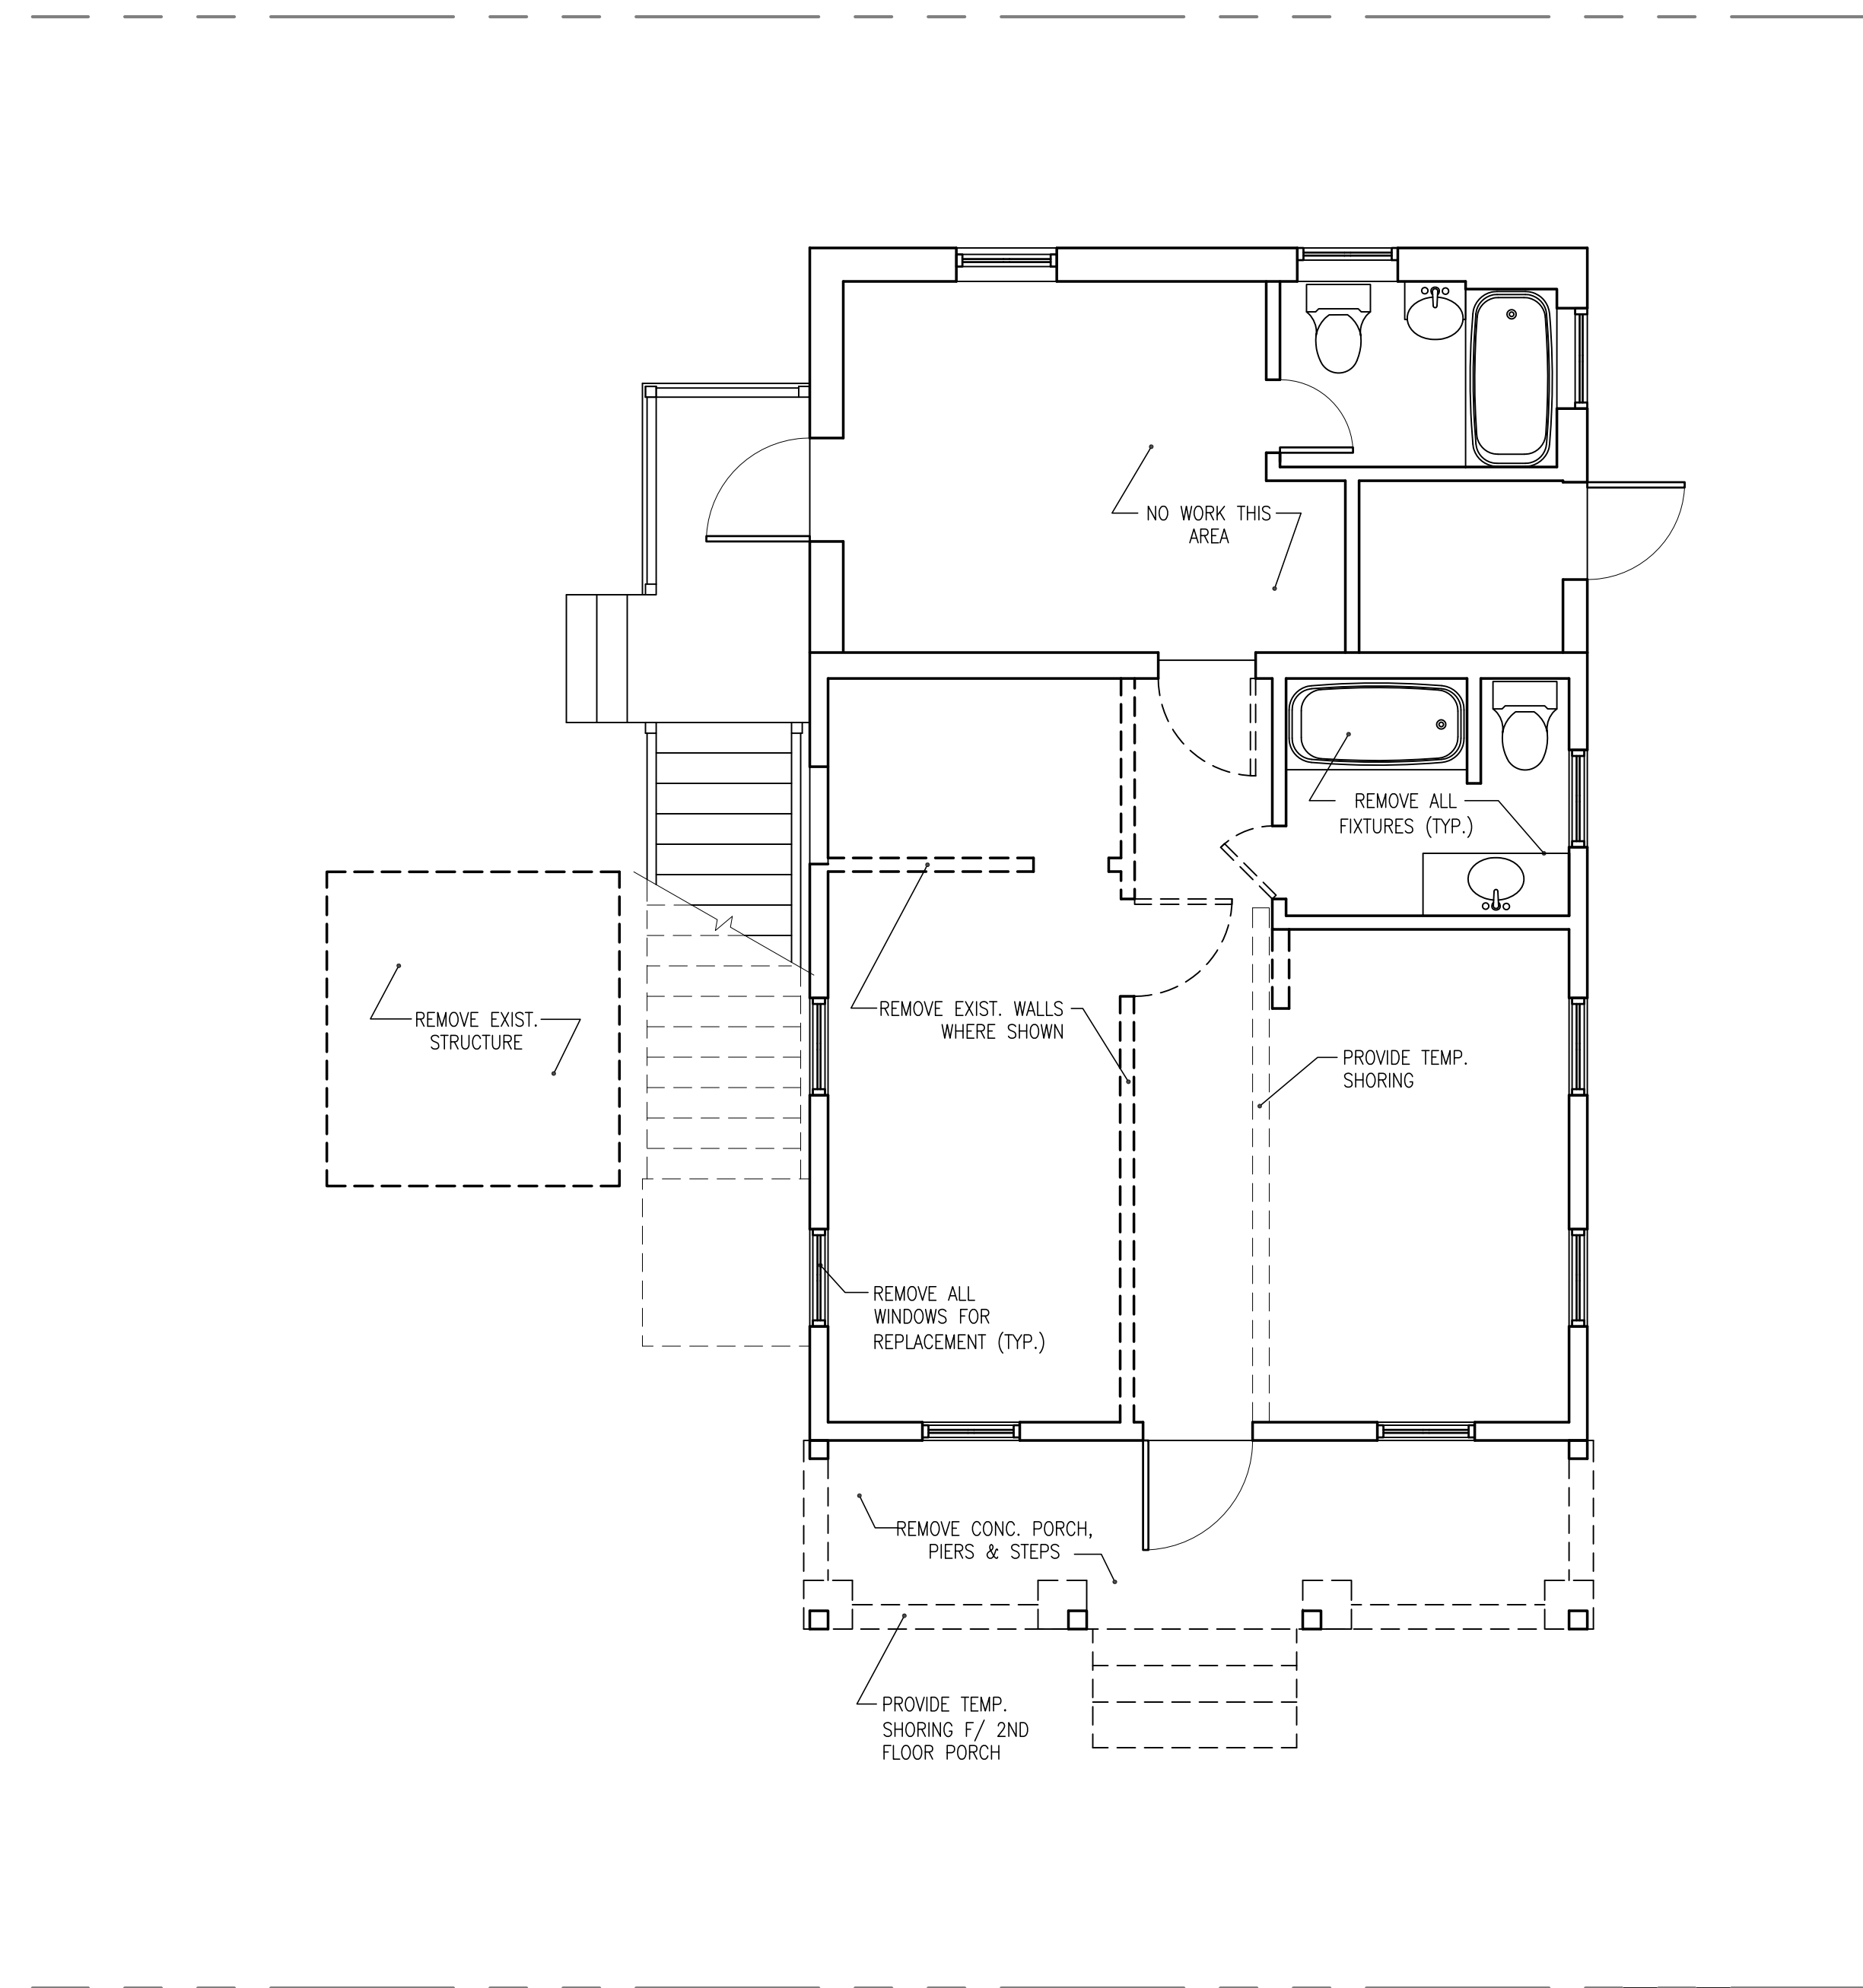 NO WORK THIS
AREA
REMOVE ALL
FIXTURES (TYP.)
REMOVE EXIST. WALLS
WHERE SHOWN
REMOVE EXIST.
STRUCTURE
PROVIDE TEMP.
SHORING
REMOVE ALL
WINDOWS FOR
REPLACEMENT (TYP.)
REMOVE CONC. PORCH,
PIERS & STEPS
PROVIDE TEMP.
SHORING F/ 2ND
FLOOR PORCH